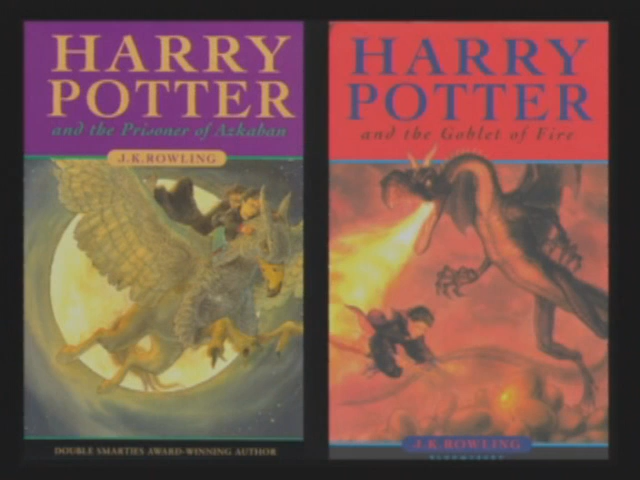 HARRY
POTTER
and the Prisoner of Azkaban
J.K.ROWLING
DOUBLE SMARTIES AWARD-WINNING AUTHOR
HARRY
POTTER
and the Goblet of Fire
J.K.ROWLING
BLOOMSBURY